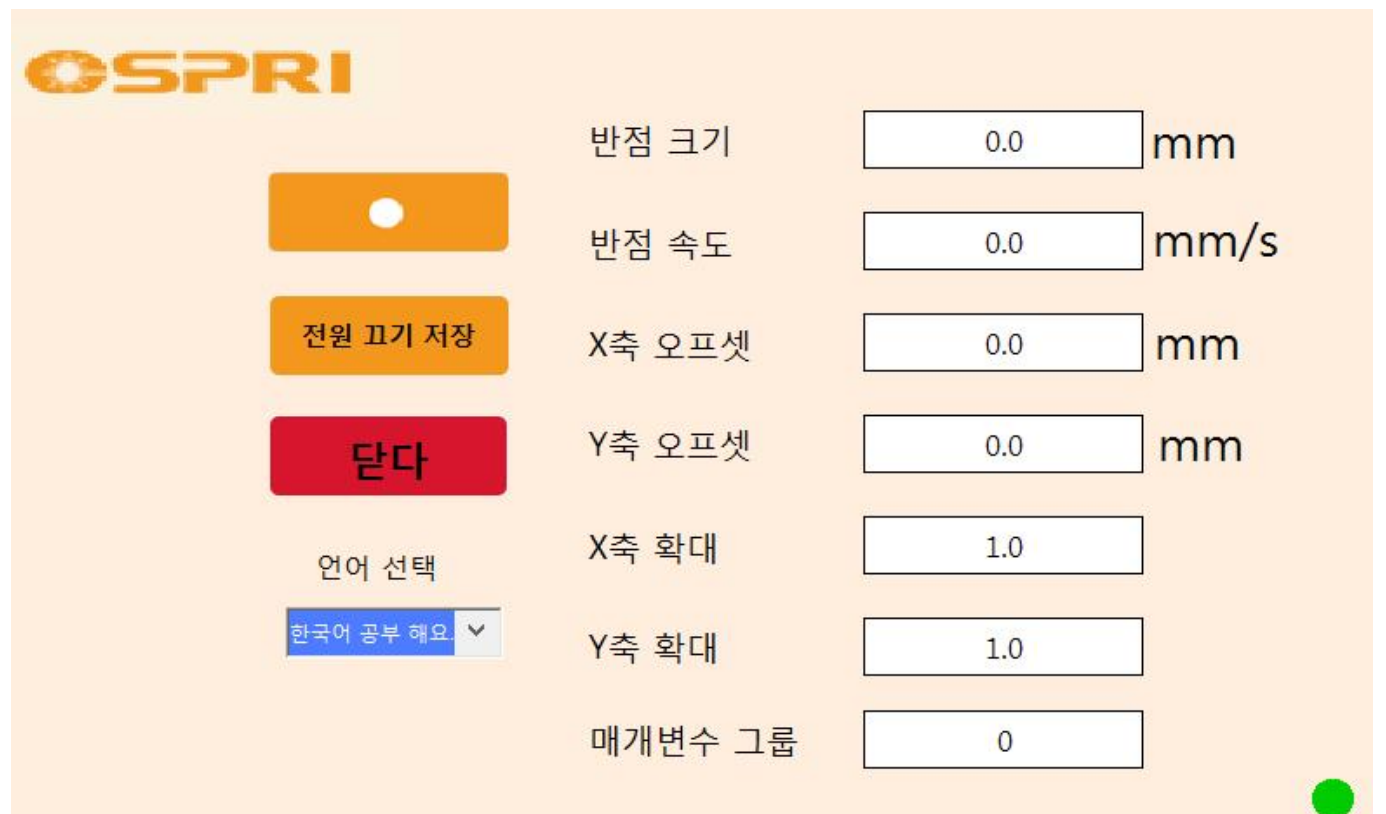 OSPRI
반점 크기 0.0 mm
반점 속도 0.0 mm/s
전원 끄기 저장
X축 오프셋 0.0 mm
닫다
Y축 오프셋 0.0 mm
언어 선택
X축 확대 1.0
한국어 공부 해요.
Y축 확대 1.0
매개변수 그룹 0